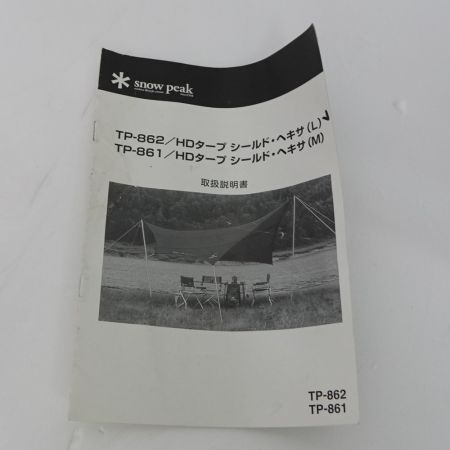 snow peak
TP-862/HDタープ シールド・ヘキサ(L)
TP-861/HDタープ シールド・ヘキサ(M)
取扱説明書
TP-862
TP-861